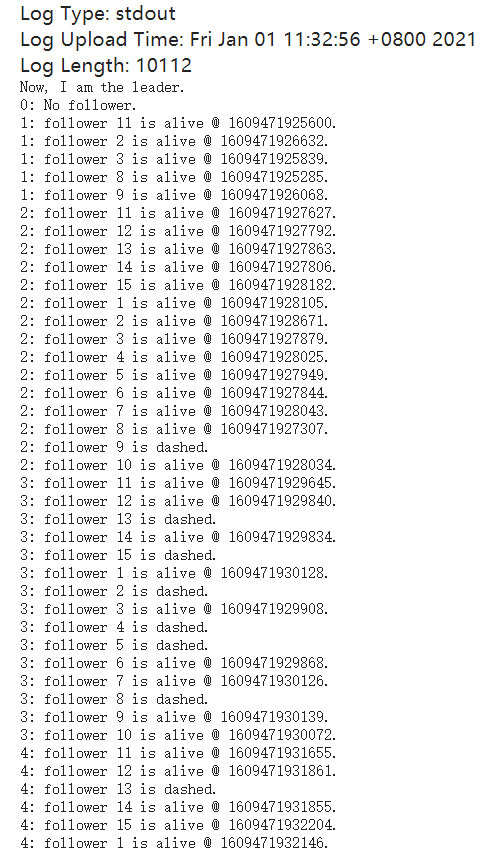 Log Type: stdout
Log Upload Time: Fri Jan 01 11:32:56 +0800 2021
Log Length: 10112
Now, I am the leader.
0: No follower.
1: follower 11 is alive @ 1609471925600.
1: follower 2 is alive @ 1609471926632.
1: follower 3 is alive @ 1609471925839.
1: follower 8 is alive @ 1609471925285.
1: follower 9 is alive @ 1609471926068.
2: follower 11 is alive @ 1609471927627.
2: follower 12 is alive @ 1609471927792.
2: follower 13 is alive @ 1609471927863.
2: follower 14 is alive @ 1609471927806.
2: follower 15 is alive @ 1609471928182.
2: follower 1 is alive @ 1609471928105.
2: follower 2 is alive @ 1609471928671.
2: follower 3 is alive @ 1609471927879.
2: follower 4 is alive @ 1609471928025.
2: follower 5 is alive @ 1609471927949.
2: follower 6 is alive @ 1609471927844.
2: follower 7 is alive @ 1609471928043.
2: follower 8 is alive @ 1609471927307.
2: follower 9 is dashed.
2: follower 10 is alive @ 1609471928034.
3: follower 11 is alive @ 1609471929645.
3: follower 12 is alive @ 1609471929840.
3: follower 13 is dashed.
3: follower 14 is alive @ 1609471929834.
3: follower 15 is dashed.
3: follower 1 is alive @ 1609471930128.
3: follower 2 is dashed.
3: follower 3 is alive @ 1609471929908.
3: follower 4 is dashed.
3: follower 5 is dashed.
3: follower 6 is alive @ 1609471929868.
3: follower 7 is alive @ 1609471930126.
3: follower 8 is dashed.
3: follower 9 is alive @ 1609471930139.
3: follower 10 is alive @ 1609471930072.
4: follower 11 is alive @ 1609471931655.
4: follower 12 is alive @ 1609471931861.
4: follower 13 is dashed.
4: follower 14 is alive @ 1609471931855.
4: follower 15 is alive @ 1609471932204.
4: follower 1 is alive @ 1609471932146.